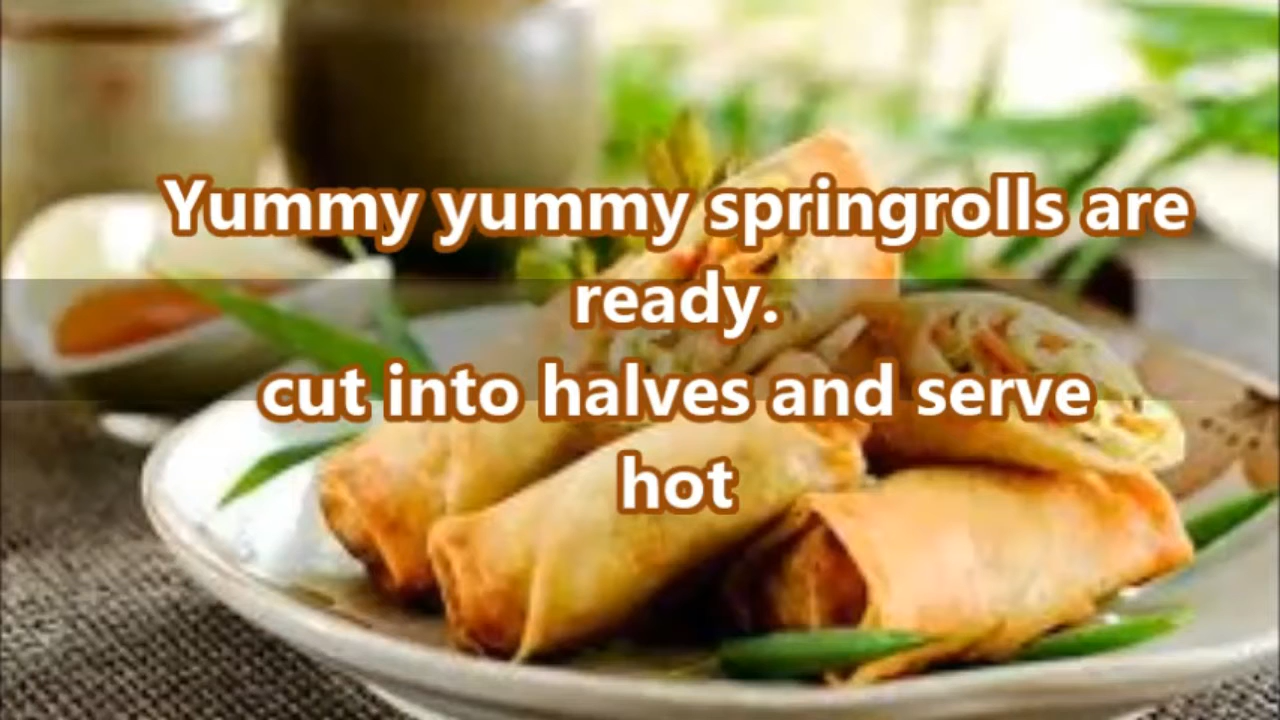 Yummy yummy springrolls are
ready.
cut into halves and serve
hot